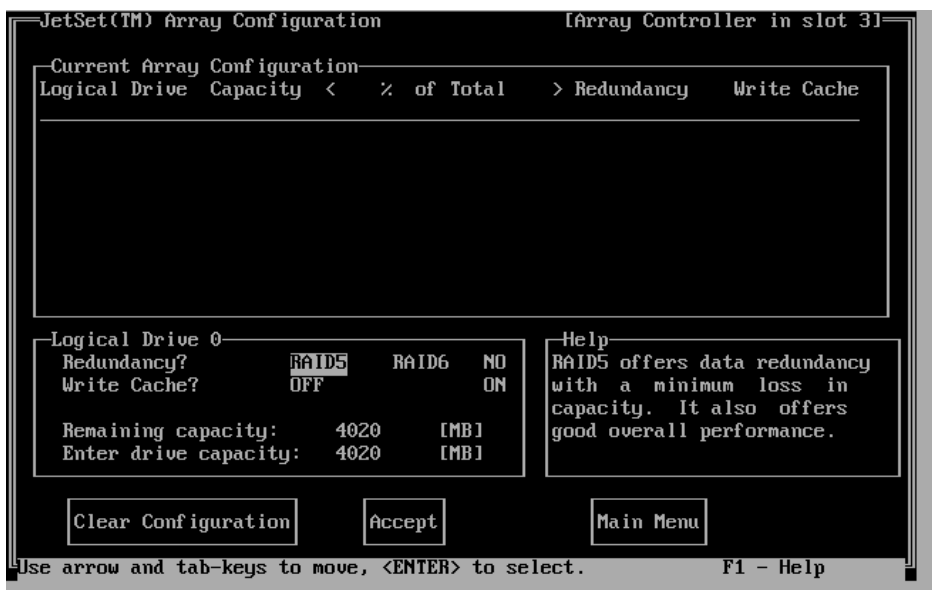 JetSet(TM) Array Configuration [Array Controller in slot 3]
Current Array Configuration
Logical Drive Capacity < % of Total > Redundancy Write Cache
Logical Drive 0
Redundancy? RAID5 RAID6 NO
Write Cache? OFF ON
Remaining capacity: 4020 [MB]
Enter drive capacity: 4020 [MB]
Help
RAID5 offers data redundancy
with a minimum loss in
capacity. It also offers
good overall performance.
Clear Configuration Accept Main Menu
Use arrow and tab-keys to move, <ENTER> to select. F1 - Help